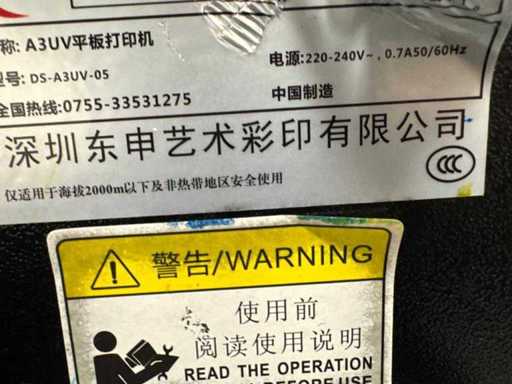 称: A3UV平板打印机
电源:220-240V~, 0.7A50/60Hz
型号: DS-A3UV-05
中国制造
全国热线:0755-33531275
深圳东申艺术彩印有限公司
CCC
仅适用于海拔2000m以下及非热带地区安全使用
警告/WARNING
使用前
阅读使用说明
READ THE OPERATION
BEFORE USE